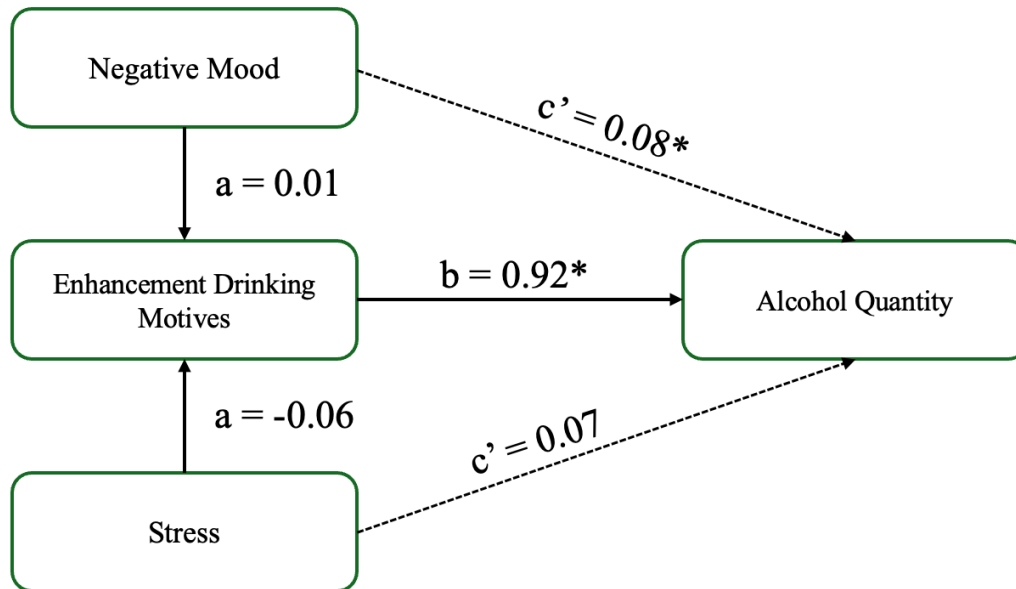 Negative Mood
c’ = 0.08*
a = 0.01
Enhancement Drinking
Motives
b = 0.92*
Alcohol Quantity
a = -0.06
c’ = 0.07
Stress